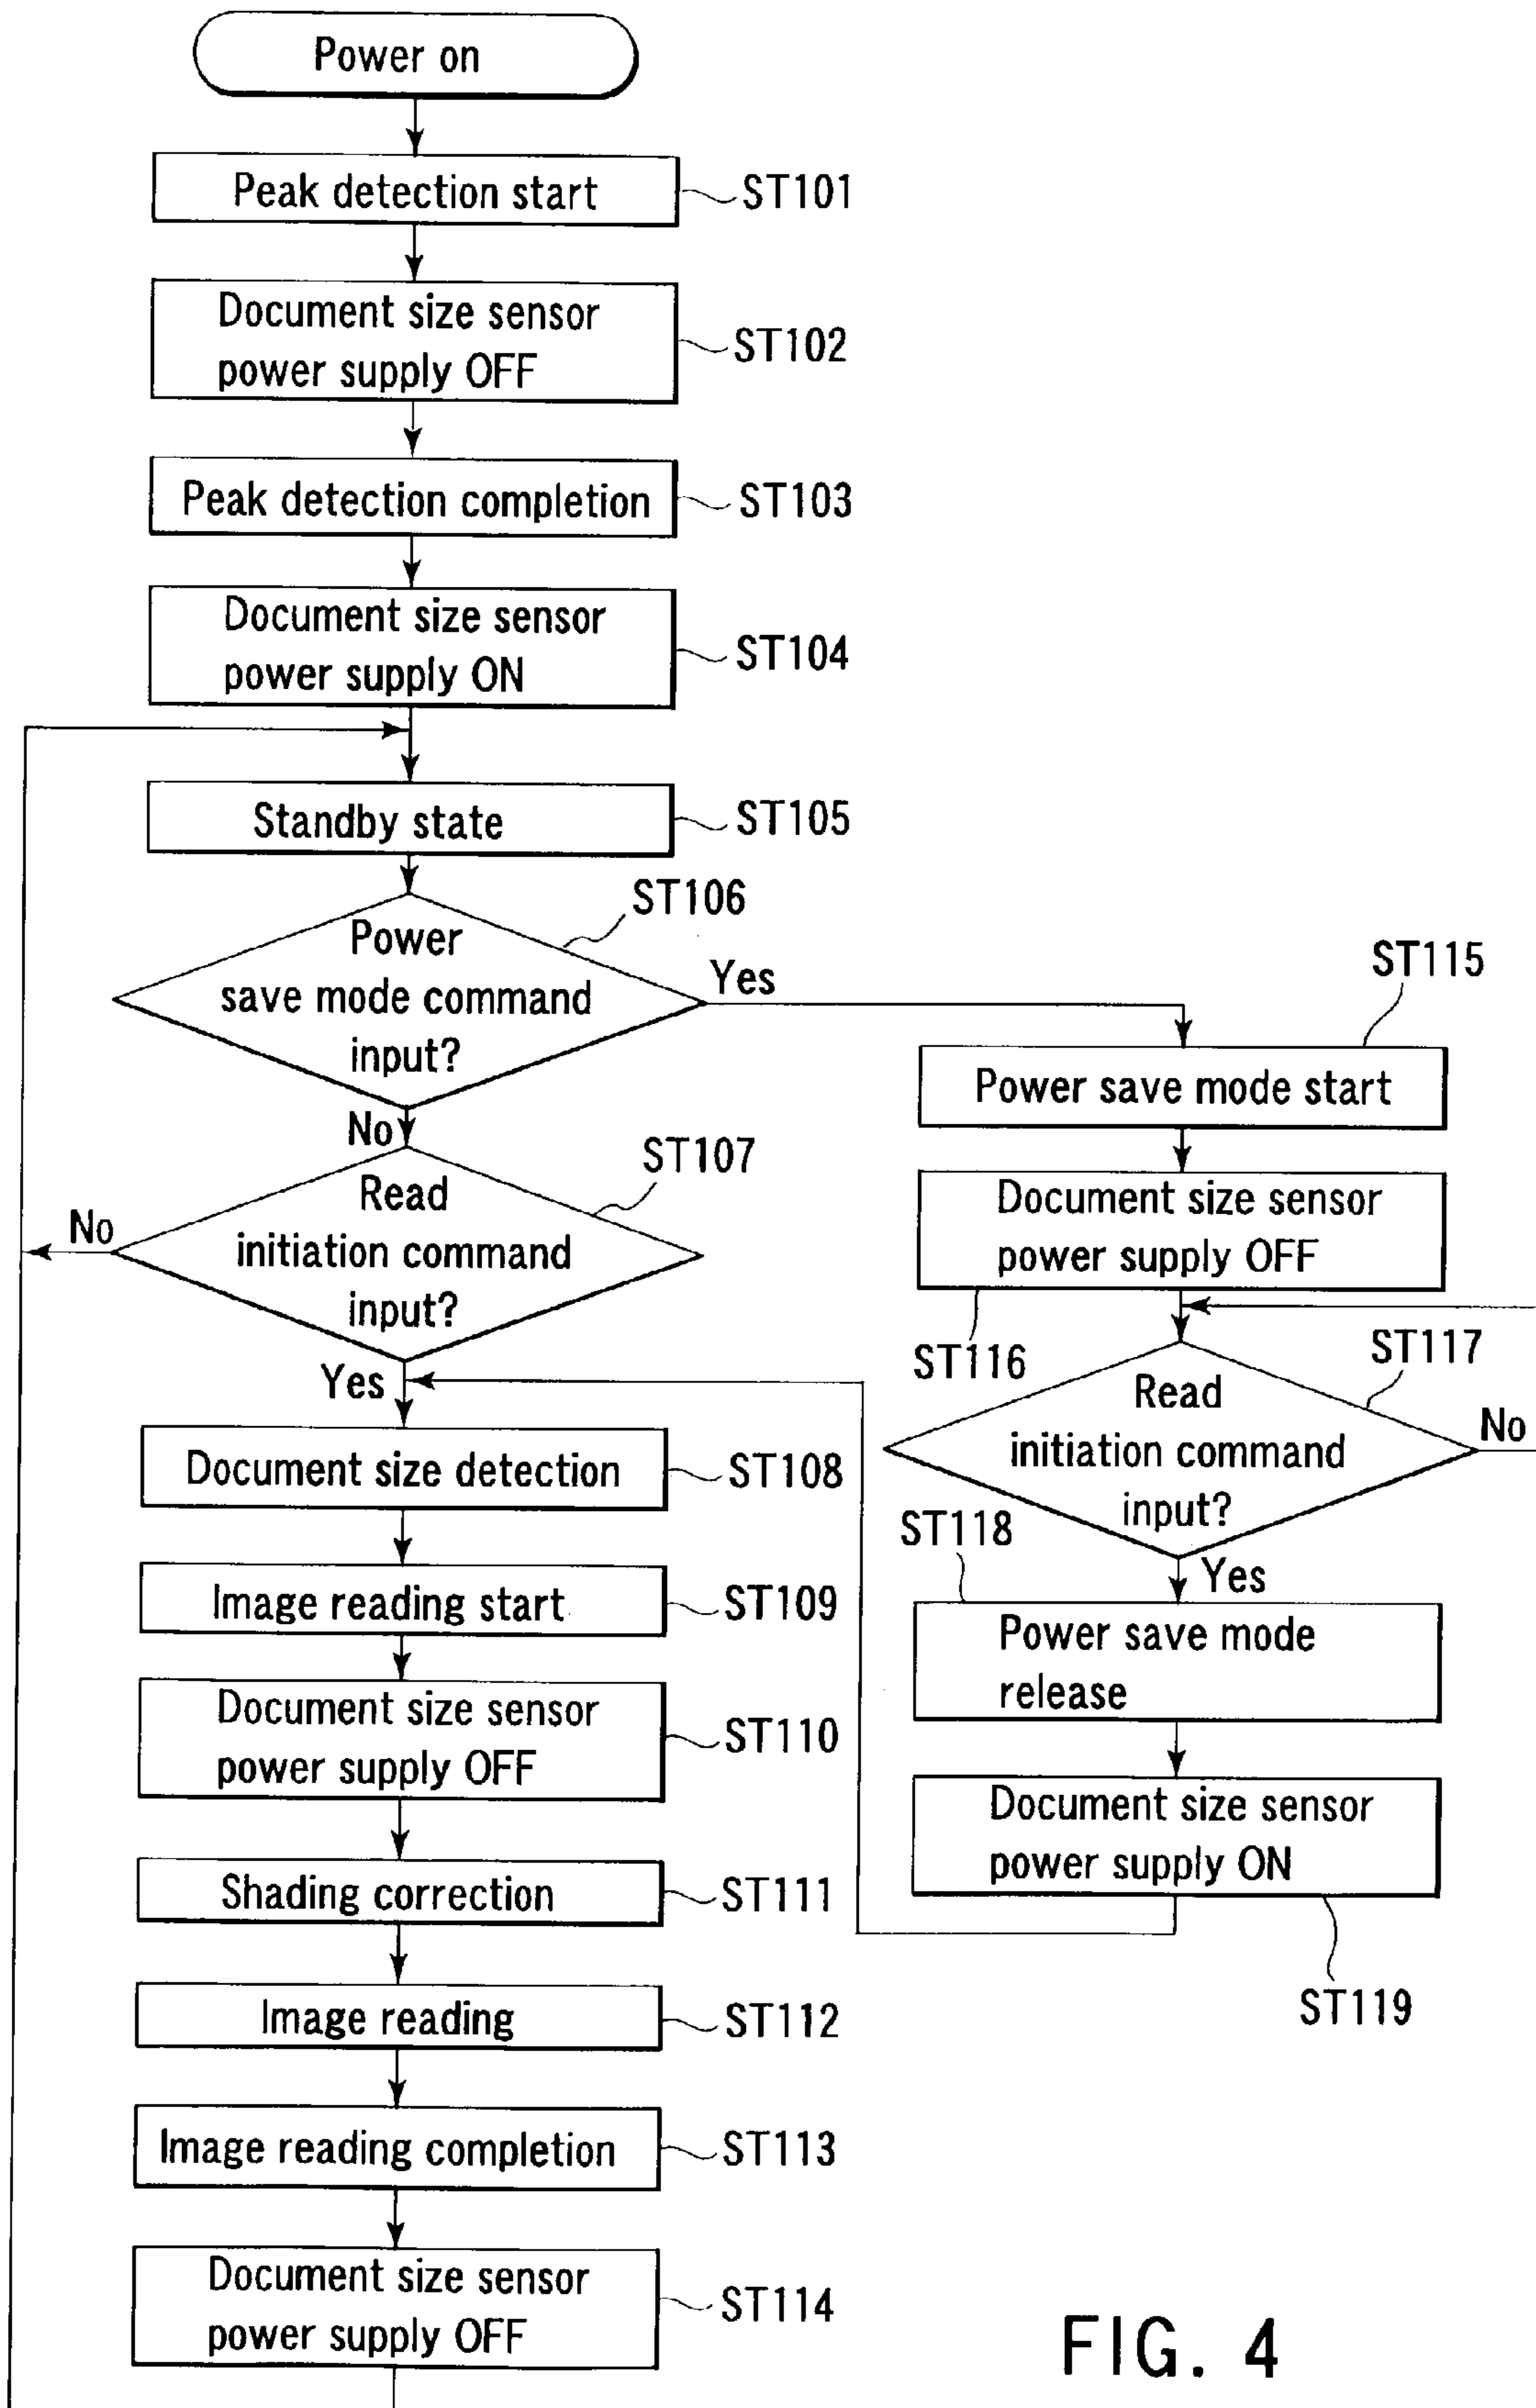 Power on
Peak detection start
ST101
Document size sensor
power supply OFF
ST102
Peak detection completion
ST103
Document size sensor
power supply ON
ST104
Standby state
ST105
ST106
Power
save mode command
input?
Yes
No
ST107
Read
initiation command
input?
No
Yes
Document size detection
ST108
Image reading start
ST109
Document size sensor
power supply OFF
ST110
Shading correction
ST111
Image reading
ST112
Image reading completion
ST113
Document size sensor
power supply OFF
ST114
ST115
Power save mode start
Document size sensor
power supply OFF
ST116
ST117
Read
initiation command
input?
No
Yes
ST118
Power save mode
release
Document size sensor
power supply ON
ST119
FIG. 4